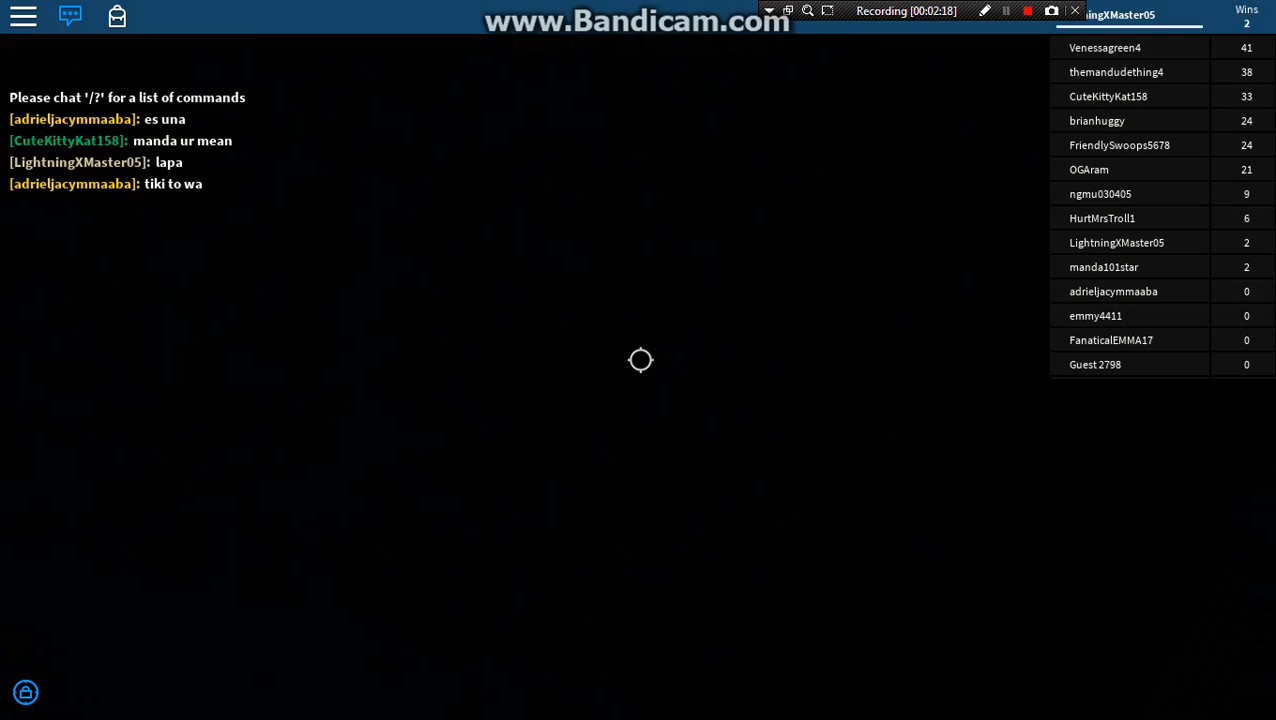 www.Bandicam.com
Recording [00:02:18]
ningXMaster05
Wins
2
Please chat '/?' for a list of commands
[adrieljacymmaaba]: es una
[CuteKittyKat158]: manda ur mean
[LightningXMaster05]: lapa
[adrieljacymmaaba]: tiki to wa
Venessagreen4 41
themandudething4 38
CuteKittyKat158 33
brianhuggy 24
FriendlySwoops5678 24
OGAram 21
ngmu030405 9
HurtMrsTroll1 6
LightningXMaster05 2
manda101star 2
adrieljacymmaaba 0
emmy4411 0
FanaticalEMMA17 0
Guest 2798 0